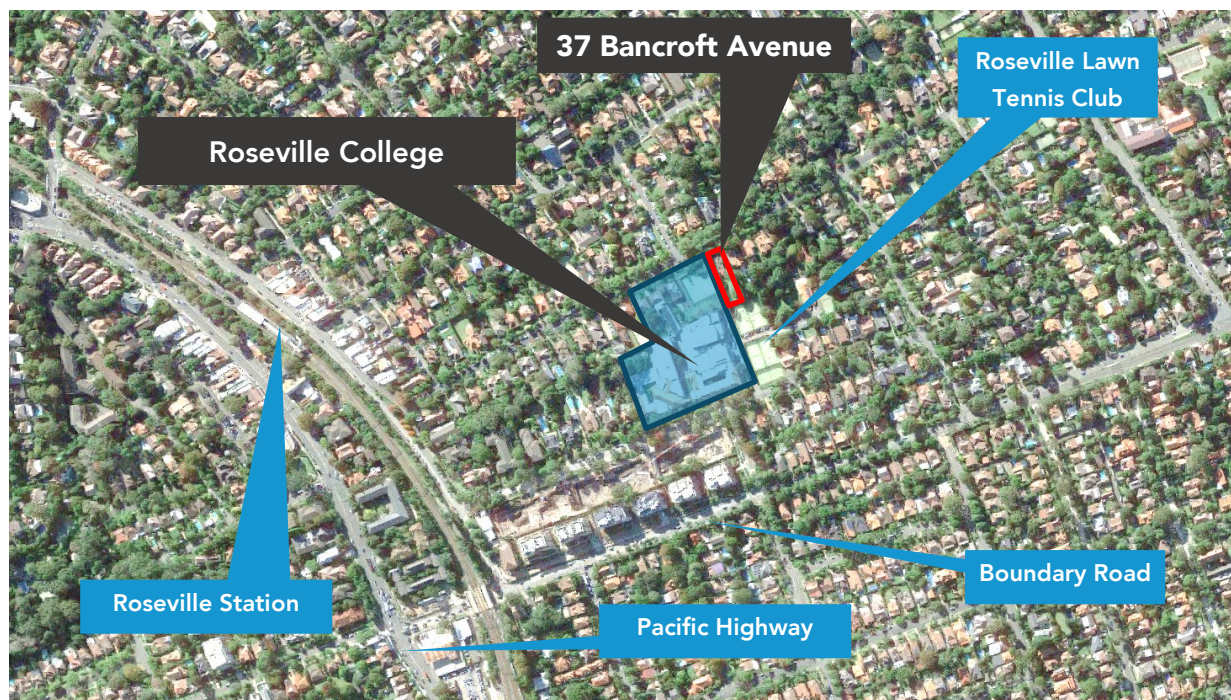 37 Bancroft Avenue
Roseville Lawn
Tennis Club
Roseville College
Roseville Station
Boundary Road
Pacific Highway